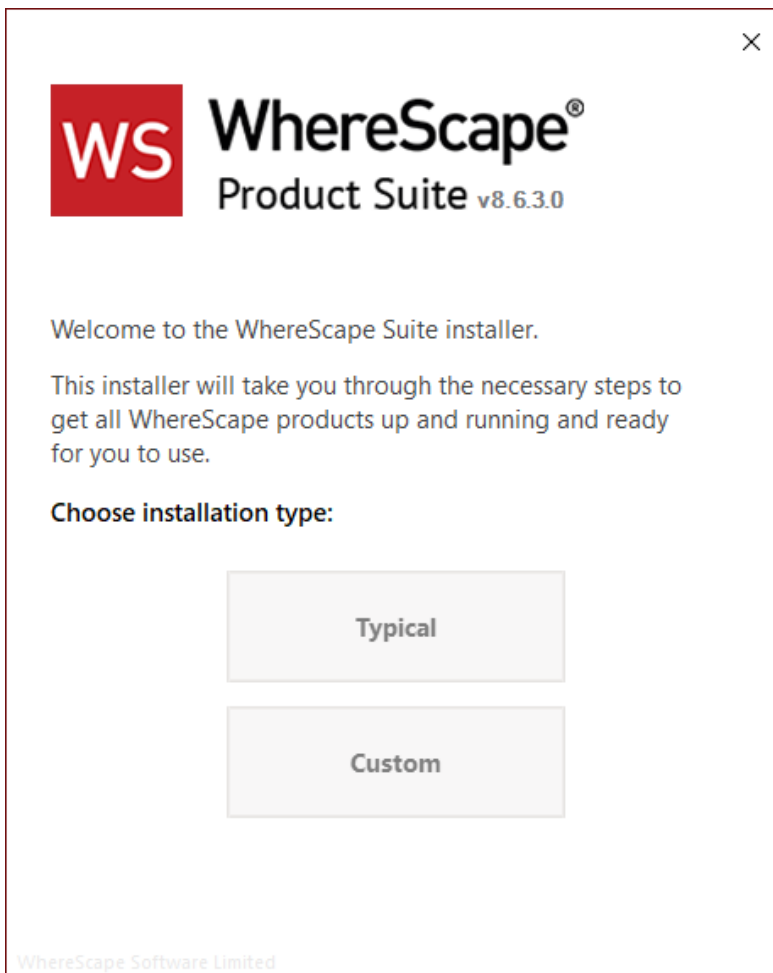 WS WhereScape®
Product Suite v8.6.3.0
Welcome to the WhereScape Suite installer.
This installer will take you through the necessary steps to
get all WhereScape products up and running and ready
for you to use.
Choose installation type:
Typical
Custom
WhereScape Software Limited